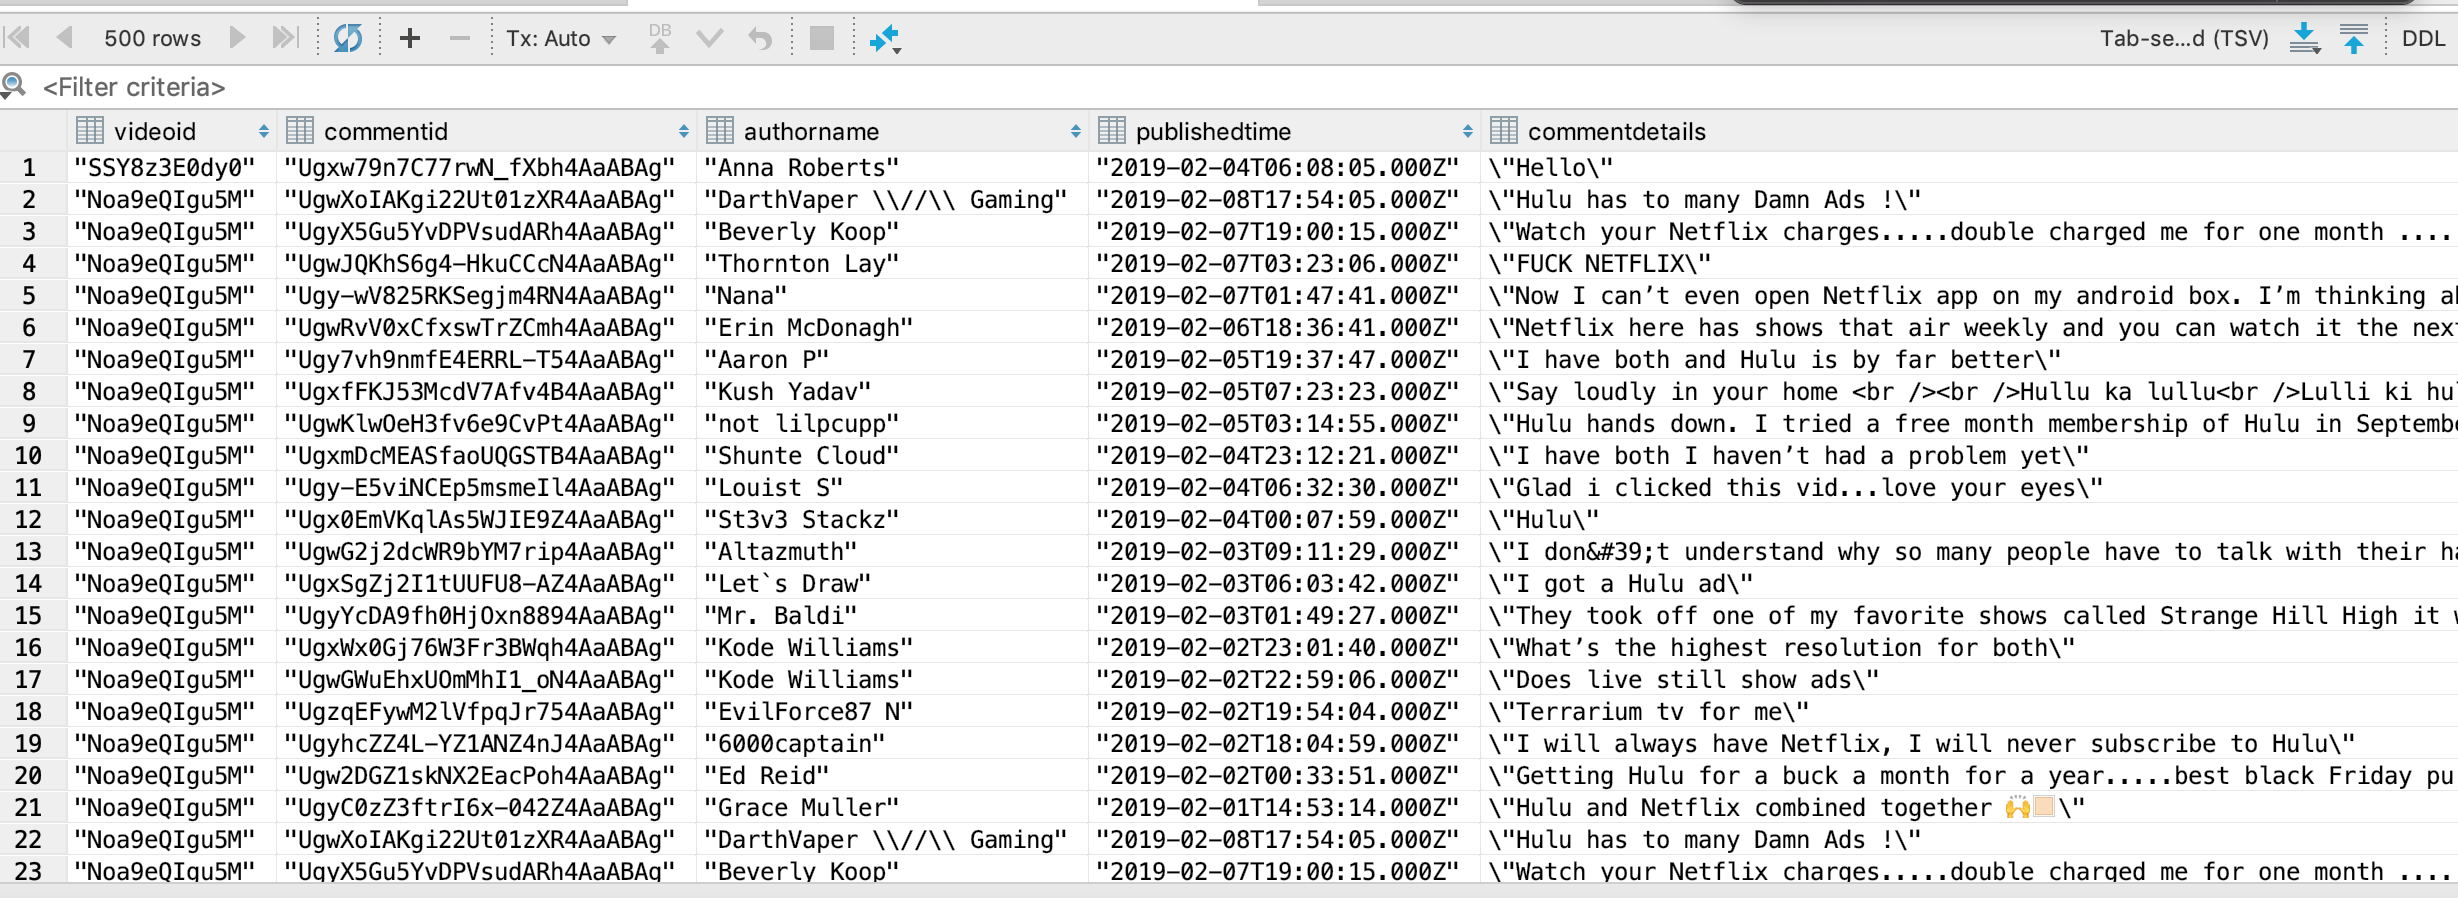 500 rows Tx: Auto DB Tab-se...d (TSV) DDL
<Filter criteria>
videoid commentid authorname publishedtime commentdetails
1 "SSY8z3E0dy0" "Ugxw79n7C77rwN_fXbh4AaABAg" "Anna Roberts" "2019-02-04T06:08:05.000Z" \"Hello\"
2 "Noa9eQIgu5M" "UgwXoIAKgi22Ut01zXR4AaABAg" "DarthVaper \\//\\ Gaming" "2019-02-08T17:54:05.000Z" \"Hulu has to many Damn Ads !\"
3 "Noa9eQIgu5M" "UgyX5Gu5YvDPVsudARh4AaABAg" "Beverly Koop" "2019-02-07T19:00:15.000Z" \"Watch your Netflix charges.....double charged me for one month ....
4 "Noa9eQIgu5M" "UgwJQKhS6g4-HkuCCcN4AaABAg" "Thornton Lay" "2019-02-07T03:23:06.000Z" \"FUCK NETFLIX\"
5 "Noa9eQIgu5M" "Ugy-wV825RKSegjm4RN4AaABAg" "Nana" "2019-02-07T01:47:41.000Z" \"Now I can’t even open Netflix app on my android box. I’m thinking
6 "Noa9eQIgu5M" "UgwRvV0xCfxswTrZCmh4AaABAg" "Erin McDonagh" "2019-02-06T18:36:41.000Z" \"Netflix here has shows that air weekly and you can watch it the next
7 "Noa9eQIgu5M" "Ugy7vh9nmfE4ERRL-T54AaABAg" "Aaron P" "2019-02-05T19:37:47.000Z" \"I have both and Hulu is by far better\"
8 "Noa9eQIgu5M" "UgxfFKJ53McdV7Afv4B4AaABAg" "Kush Yadav" "2019-02-05T07:23:23.000Z" \"Say loudly in your home <br /><br />Hullu ka lullu<br />Lulli ki hu
9 "Noa9eQIgu5M" "UgwKlwOeH3fv6e9CvPt4AaABAg" "not lilpcupp" "2019-02-05T03:14:55.000Z" \"Hulu hands down. I tried a free month membership of Hulu in Septembe
10 "Noa9eQIgu5M" "UgxmDcMEASfaoUQGSTB4AaABAg" "Shunte Cloud" "2019-02-04T23:12:21.000Z" \"I have both I haven’t had a problem yet\"
11 "Noa9eQIgu5M" "Ugy-E5viNCEp5msmeIl4AaABAg" "Louist S" "2019-02-04T06:32:30.000Z" \"Glad i clicked this vid...love your eyes\"
12 "Noa9eQIgu5M" "Ugx0EmVKqlAs5WJIE9Z4AaABAg" "St3v3 Stackz" "2019-02-04T00:07:59.000Z" \"Hulu\"
13 "Noa9eQIgu5M" "UgwG2j2dcWR9bYM7rip4AaABAg" "Altazmuth" "2019-02-03T09:11:29.000Z" \"I don&#39;t understand why so many people have to talk with their ha
14 "Noa9eQIgu5M" "UgxSgZj2I1tUUFU8-AZ4AaABAg" "Let`s Draw" "2019-02-03T06:03:42.000Z" \"I got a Hulu ad\"
15 "Noa9eQIgu5M" "UgyYcDA9fh0HjOxn8894AaABAg" "Mr. Baldi" "2019-02-03T01:49:27.000Z" \"They took off one of my favorite shows called Strange Hill High it
16 "Noa9eQIgu5M" "UgxWx0Gj76W3Fr3BWqh4AaABAg" "Kode Williams" "2019-02-02T23:01:40.000Z" \"What’s the highest resolution for both\"
17 "Noa9eQIgu5M" "UgwGWuEhxUOmMhI1_oN4AaABAg" "Kode Williams" "2019-02-02T22:59:06.000Z" \"Does live still show ads\"
18 "Noa9eQIgu5M" "UgzqEFywM2lVfpqJr754AaABAg" "EvilForce87 N" "2019-02-02T19:54:04.000Z" \"Terrarium tv for me\"
19 "Noa9eQIgu5M" "UgyhcZZ4L-YZ1ANZ4nJ4AaABAg" "6000captain" "2019-02-02T18:04:59.000Z" \"I will always have Netflix, I will never subscribe to Hulu\"
20 "Noa9eQIgu5M" "Ugw2DGZ1skNX2EacPoh4AaABAg" "Ed Reid" "2019-02-02T00:33:51.000Z" \"Getting Hulu for a buck a month for a year.....best black Friday pu
21 "Noa9eQIgu5M" "UgyC0zZ3ftrI6x-042Z4AaABAg" "Grace Muller" "2019-02-01T14:53:14.000Z" \"Hulu and Netflix combined together 🙌🏼\"
22 "Noa9eQIgu5M" "UgwXoIAKgi22Ut01zXR4AaABAg" "DarthVaper \\//\\ Gaming" "2019-02-08T17:54:05.000Z" \"Hulu has to many Damn Ads !\"
23 "Noa9eQIgu5M" "UgyX5Gu5YvDPVsudARh4AaABAg" "Beverly Koop" "2019-02-07T19:00:15.000Z" \"Watch your Netflix charges.....double charged me for one month ....